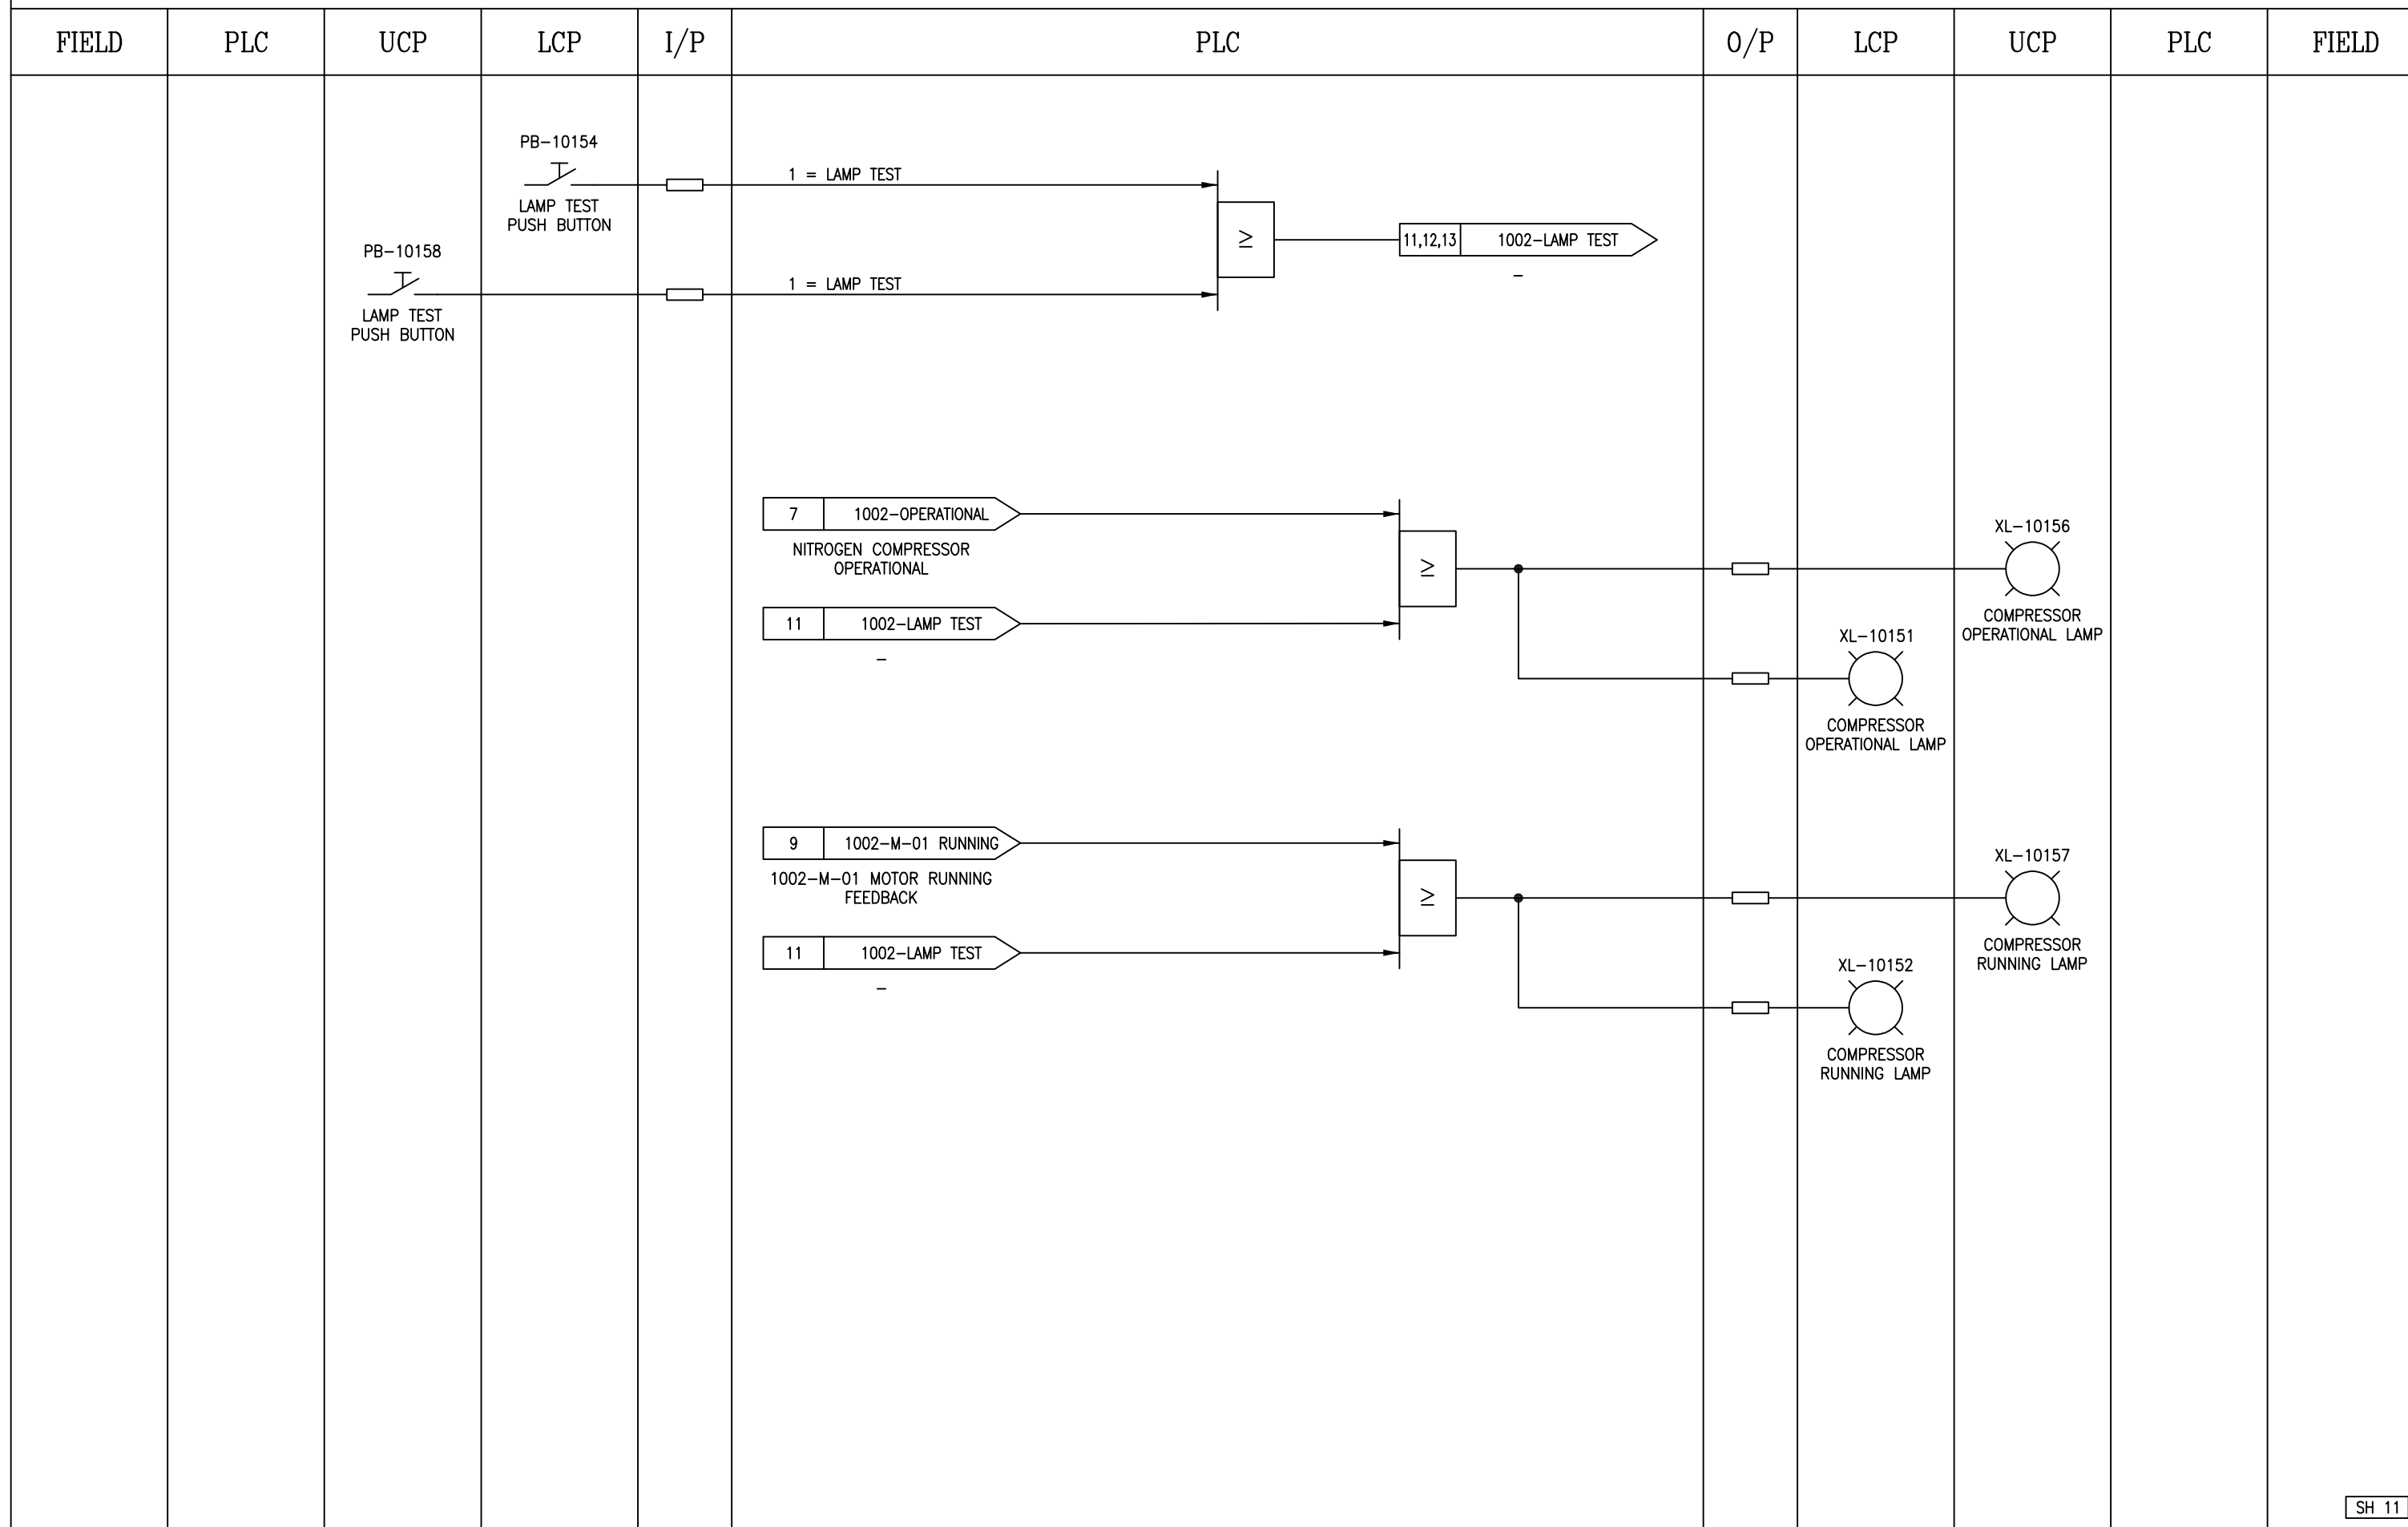 FIELD PLC UCP LCP I/P PLC O/P LCP UCP PLC FIELD
PB-10154
1 = LAMP TEST
LAMP TEST
PUSH BUTTON
≥
11,12,13 1002-LAMP TEST
-
PB-10158
1 = LAMP TEST
LAMP TEST
PUSH BUTTON
7 1002-OPERATIONAL
NITROGEN COMPRESSOR
OPERATIONAL
≥
11 1002-LAMP TEST
-
XL-10156
COMPRESSOR
OPERATIONAL LAMP
XL-10151
COMPRESSOR
OPERATIONAL LAMP
9 1002-M-01 RUNNING
1002-M-01 MOTOR RUNNING
FEEDBACK
≥
11 1002-LAMP TEST
-
XL-10157
COMPRESSOR
RUNNING LAMP
XL-10152
COMPRESSOR
RUNNING LAMP
SH 11